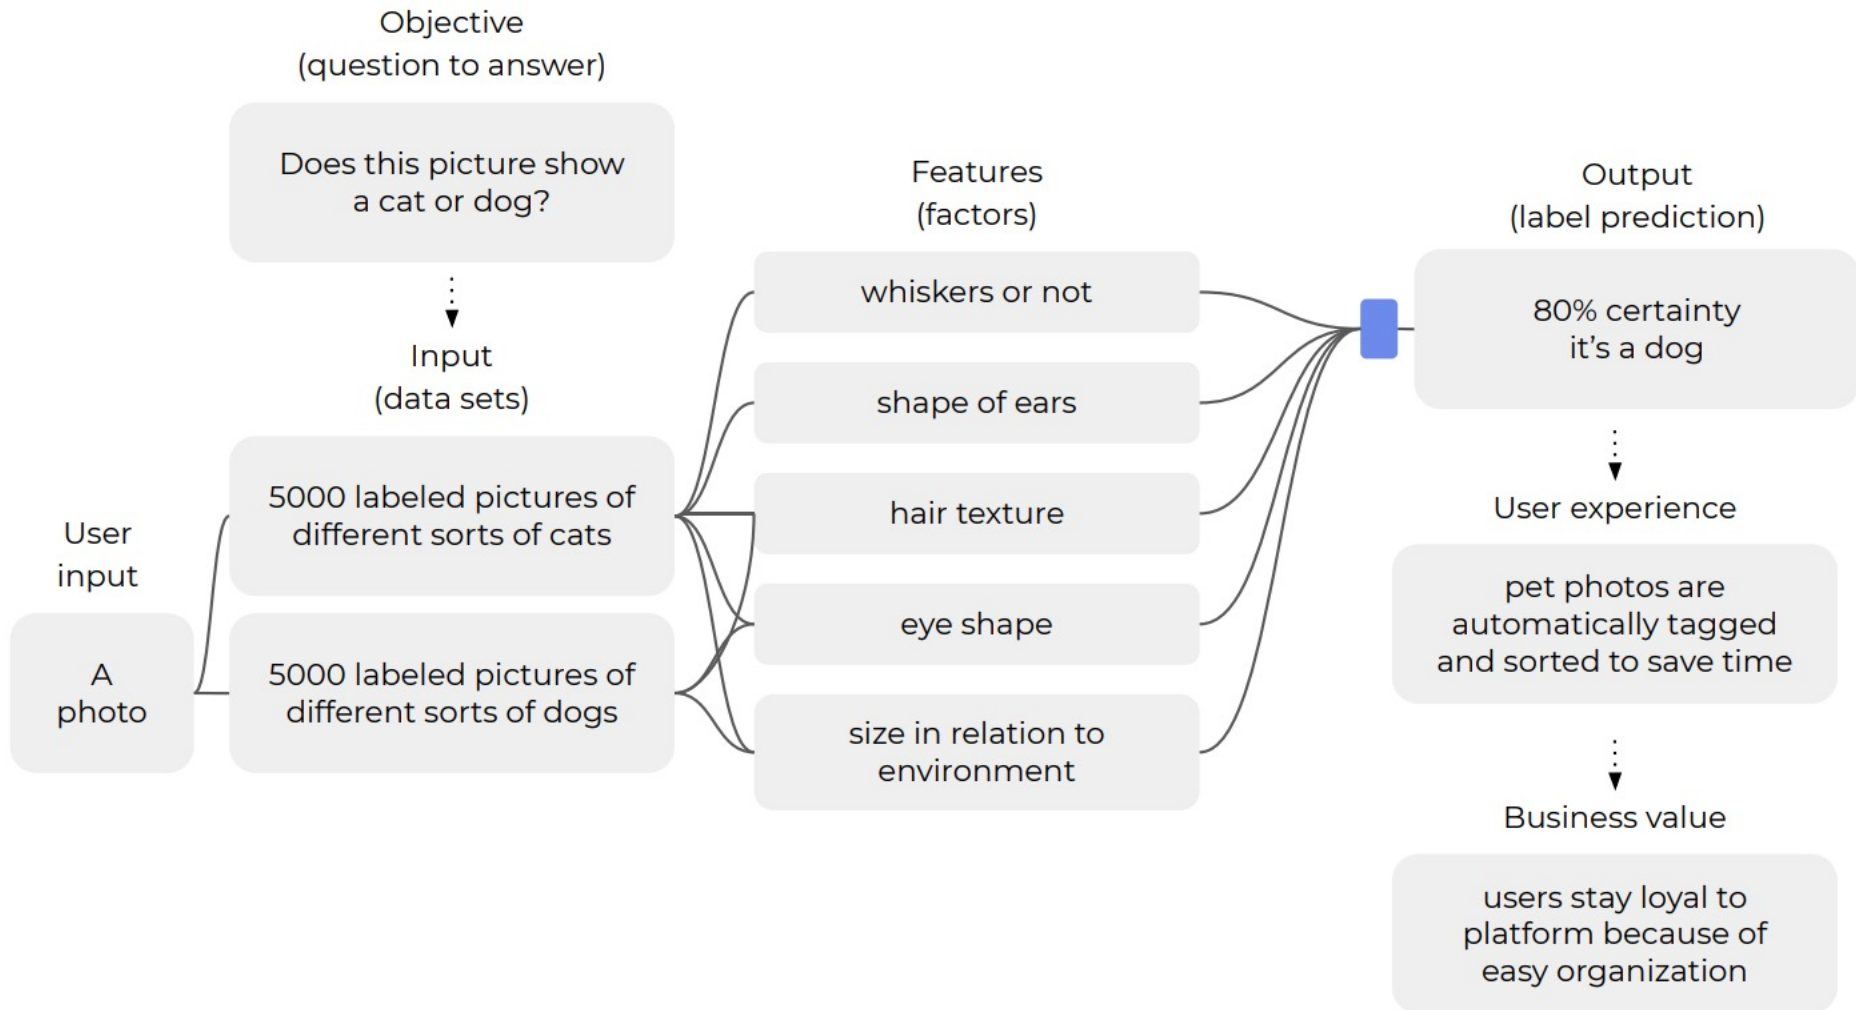 Objective
(question to answer)
Does this picture show
a cat or dog?
Input
(data sets)
5000 labeled pictures of
different sorts of cats
5000 labeled pictures of
different sorts of dogs
User
input
A
photo
Features
(factors)
whiskers or not
shape of ears
hair texture
eye shape
size in relation to
environment
Output
(label prediction)
80% certainty
it’s a dog
User experience
pet photos are
automatically tagged
and sorted to save time
Business value
users stay loyal to
platform because of
easy organization